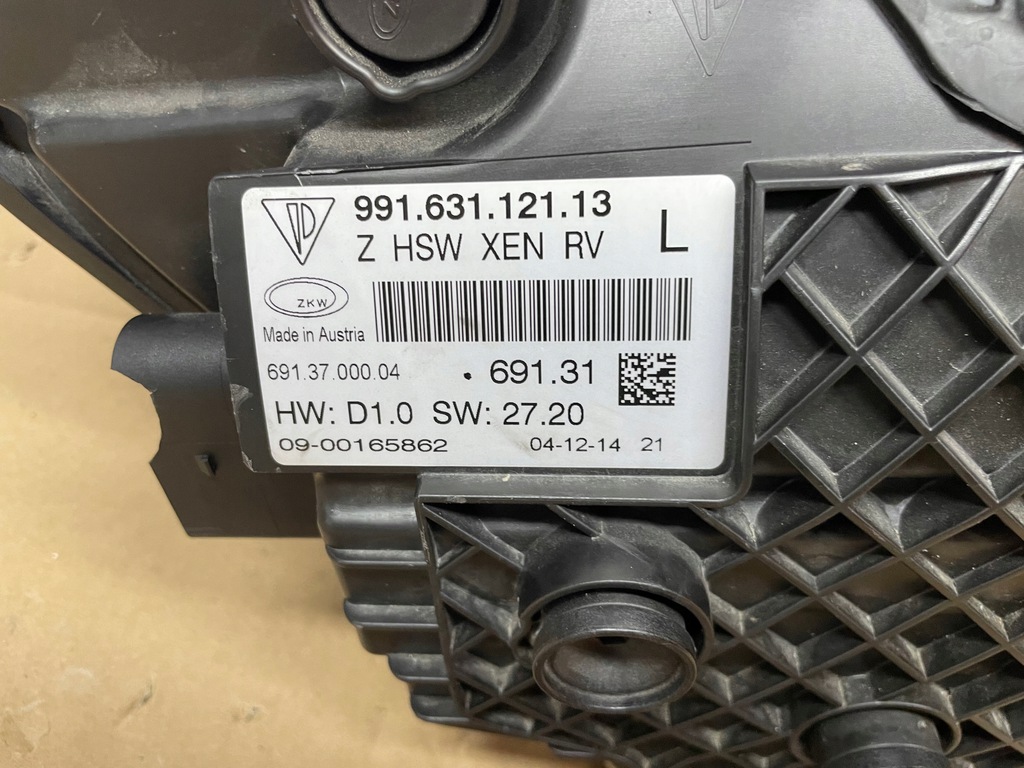 991.631.121.13
Z HSW XEN RV
L
ZKW
Made in Austria
691.37.000.04
691.31
HW: D1.0 SW: 27.20
09-00165862
04-12-14 21